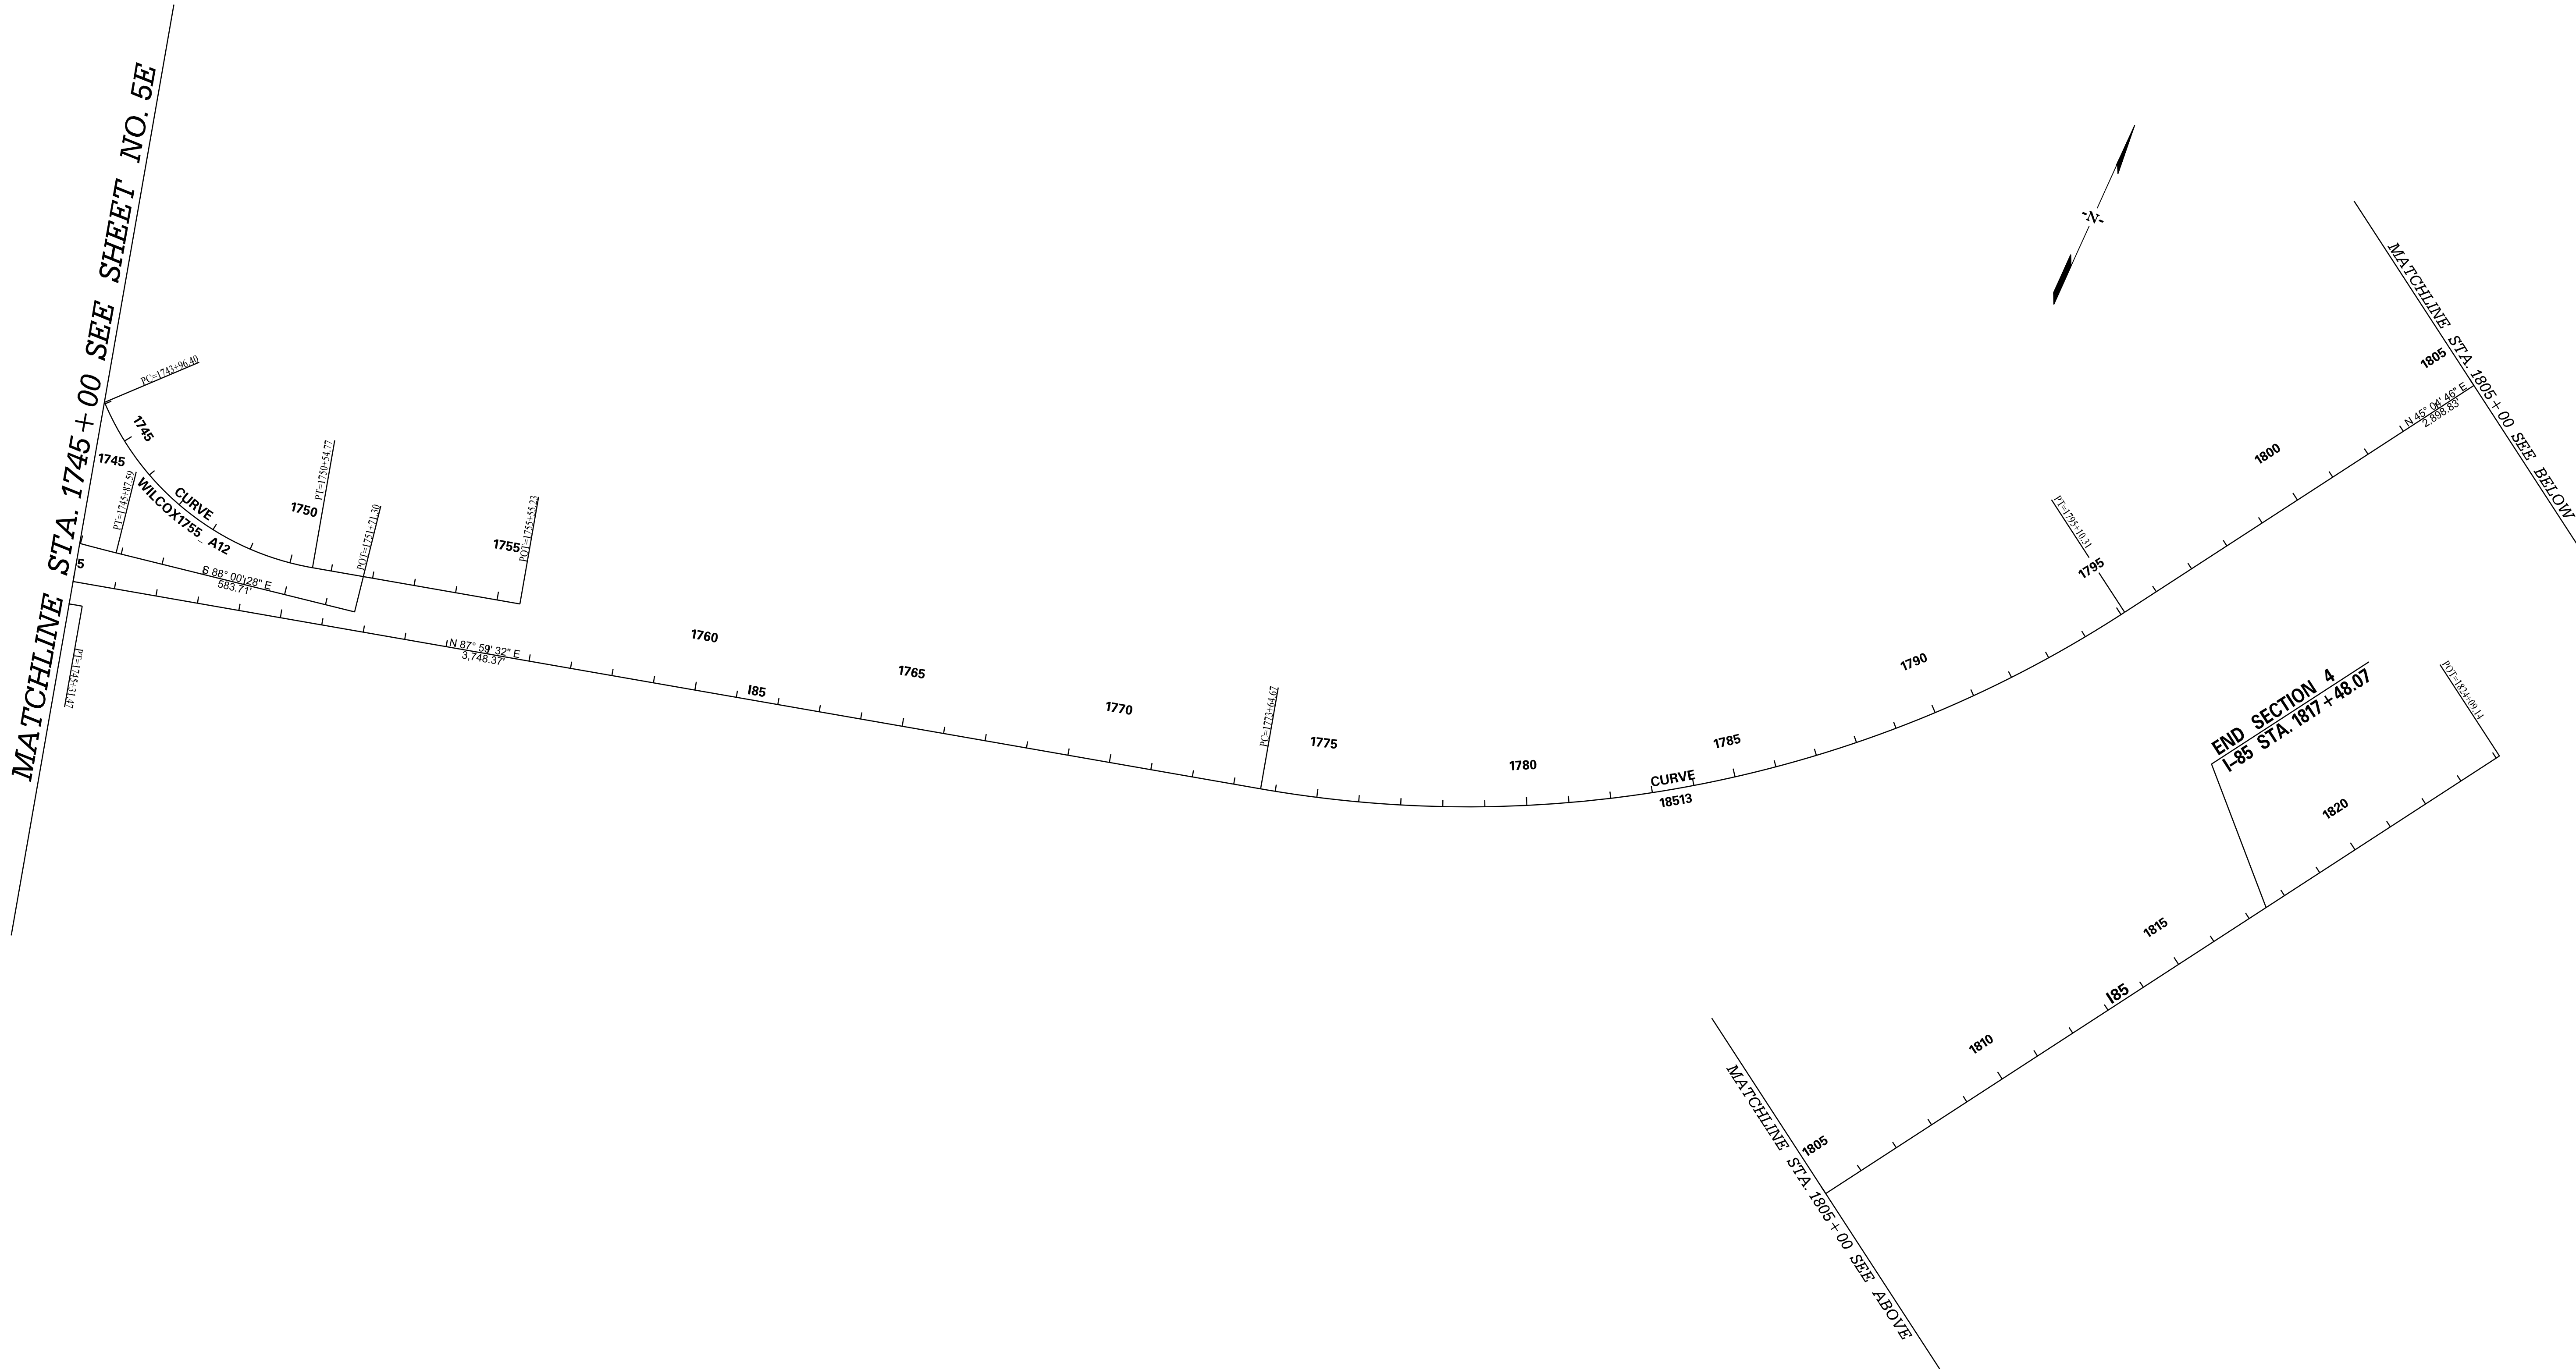 MATCHLINE STA. 1745+00 SEE SHEET NO. 5E
PC=1743+96.40
1745
1745
PT=1745+87.59
CURVE
WILCOX1755_ A12
1750
PT=1750+54.77
POT=1751+71.30
1755
POT=1755+55.23
5
S 88° 00' 28" E
583.71'
PT=1745+31.47
N 87° 59' 32" E
3,748.37'
1760
I85
1765
1770
PC=1773+64.67
1775
1780
CURVE
18513
1785
1790
PT=1795+10.31
1795
1800
N 45° 04' 46" E
2,898.83'
1805
MATCHLINE STA. 1805+00 SEE BELOW
-N-
END SECTION 4
I-85 STA. 1817+48.07
POT=1824+09.14
1820
1815
I85
1810
1805
MATCHLINE STA. 1805+00 SEE ABOVE